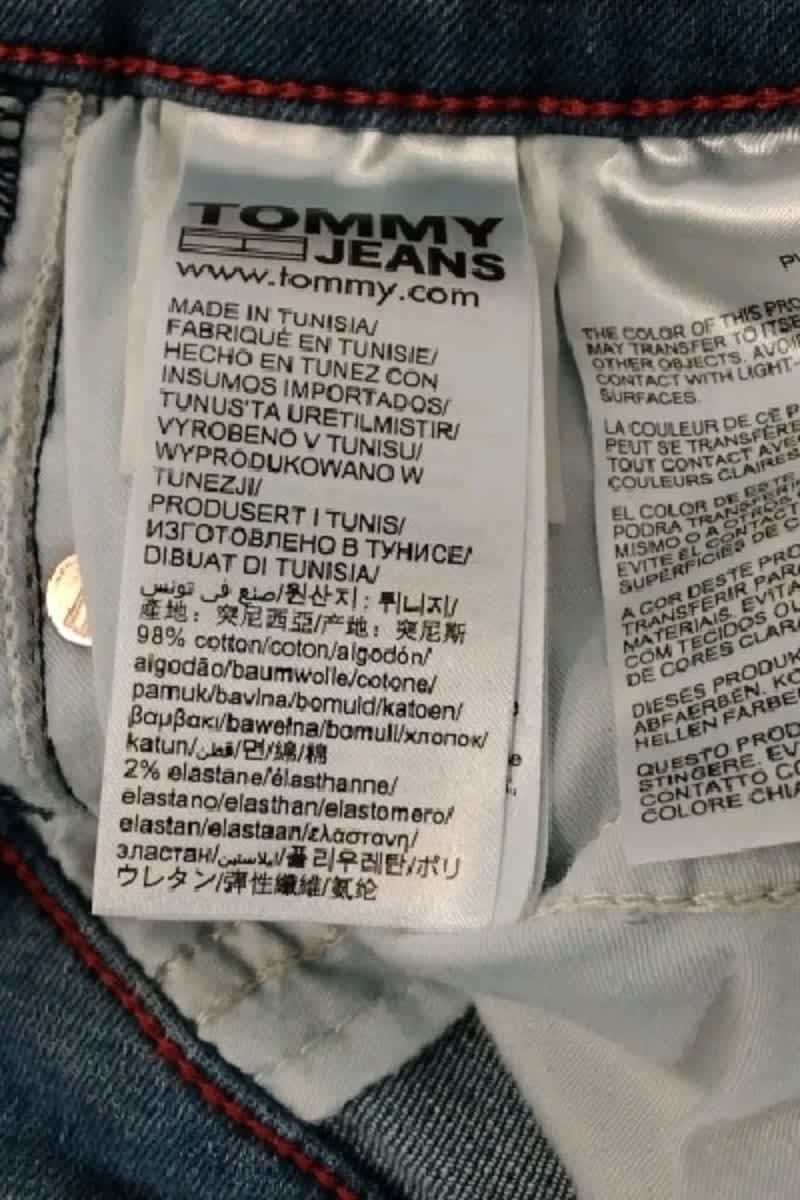 TOMMY
JEANS
www.tommy.com
MADE IN TUNISIA/
FABRIQUÉ EN TUNISIE/
HECHO EN TUNEZ CON
INSUMOS IMPORTADOS/
TUNUS'TA URETILMISTIR/
VYROBENO V TUNISU/
WYPRODUKOWANO W
TUNEZJI/
PRODUSERT I TUNIS/
ИЗГОТОВЛЕНО В ТУНИСЕ/
DIBUAT DI TUNISIA/
صنع في تونس/원산지 : 튀니지/
產地：突尼西亞/产地：突尼斯
98% cotton/coton/algodón/
algodão/baumwolle/cotone/
pamuk/bavlna/bomuld/katoen/
βαμβακι/bawełna/bomull/хлопок/
katun/قطن/면/綿/棉
2% elastane/élasthanne/
elastano/elasthan/elastomero/
elastan/elastaan/ελαστανη/
эластан/ايلاستين/폴리우레탄/ポリ
ウレタン/彈性纖維/氨纶
THE COLOR OF THIS PRO
MAY TRANSFER TO ITSE
OTHER OBJECTS. AVOI
CONTACT WITH LIGHT-
SURFACES.
LA COULEUR DE CE P
PEUT SE TRANSFÉRE
TOUT CONTACT AVE
COULEURS CLAIRES
EL COLOR DE ESTE
PODRA TRANSFERI
MISMO O A OTROS
EVITE EL CONTAC
SUPERFICIES DE C
A COR DESTE PRO
TRANSFERIR PAR
MATERIAIS. EVITA
COM TECIDOS OU
DE CORES CLARA
DIESES PRODUK
ABFAERBEN. KO
HELLEN FARBE
QUESTO PROD
STINGERE. EV
CONTATTO CO
COLORE CHIA